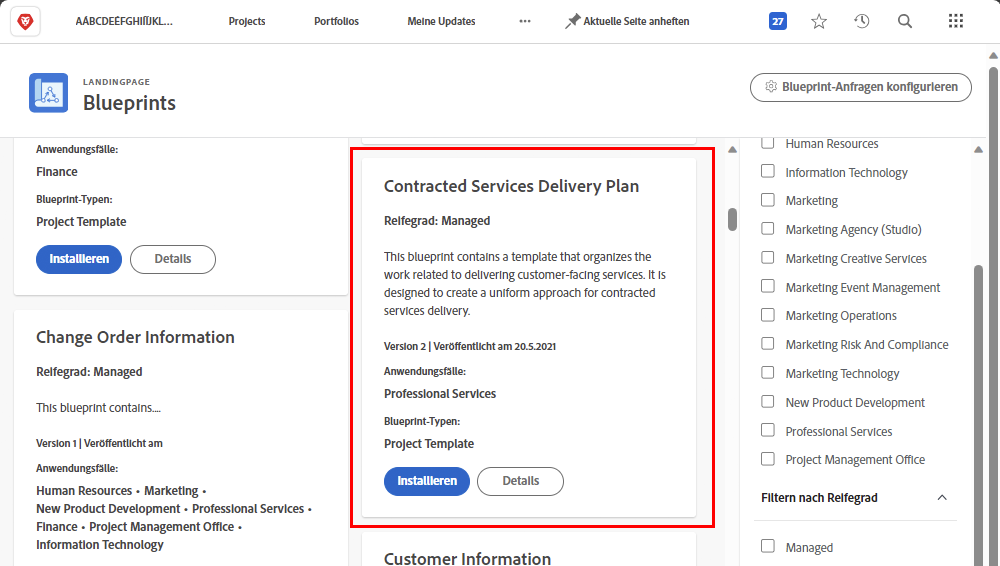 AÀBCDEÉFGHIÎÏJKL...
Projects
Portfolios
Meine Updates
Aktuelle Seite anheften
27
LANDINGPAGE
Blueprints
Blueprint-Anfragen konfigurieren
Anwendungsfälle:
Finance
Blueprint-Typen:
Project Template
Installieren
Details
Change Order Information
Reifegrad: Managed
This blueprint contains....
Version 1 | Veröffentlicht am
Anwendungsfälle:
Human Resources • Marketing •
New Product Development • Professional Services •
Finance • Project Management Office •
Information Technology
Contracted Services Delivery Plan
Reifegrad: Managed
This blueprint contains a template that organizes the
work related to delivering customer-facing services. It is
designed to create a uniform approach for contracted
services delivery.
Version 2 | Veröffentlicht am 20.5.2021
Anwendungsfälle:
Professional Services
Blueprint-Typen:
Project Template
Installieren
Details
Customer Information
Human Resources
Information Technology
Marketing
Marketing Agency (Studio)
Marketing Creative Services
Marketing Event Management
Marketing Operations
Marketing Risk And Compliance
Marketing Technology
New Product Development
Professional Services
Project Management Office
Filtern nach Reifegrad
Managed